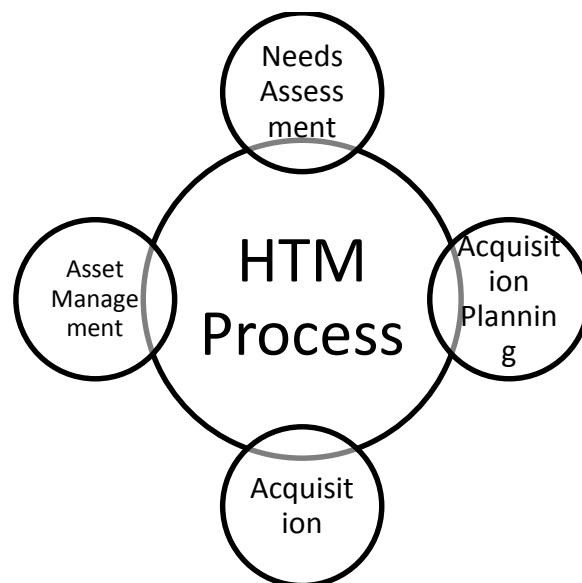 Needs
Assess
ment
HTM
Process
Acquisit
ion
Plannin
g
Acquisit
ion
Asset
Manage
ment